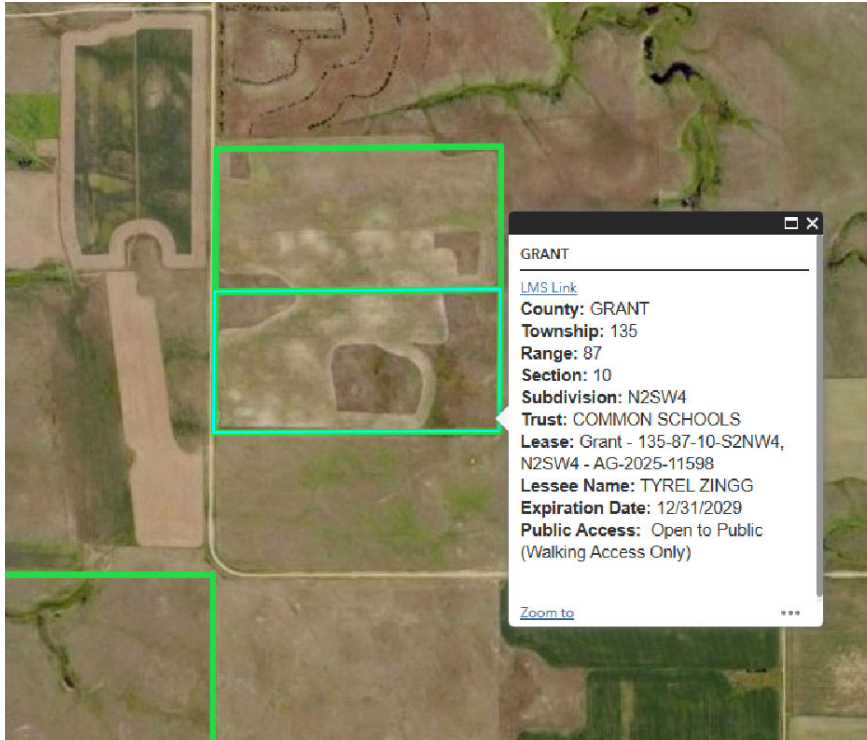 GRANT
LMS Link
County: GRANT
Township: 135
Range: 87
Section: 10
Subdivision: N2SW4
Trust: COMMON SCHOOLS
Lease: Grant - 135-87-10-S2NW4,
N2SW4 - AG-2025-11598
Lessee Name: TYREL ZINGG
Expiration Date: 12/31/2029
Public Access: Open to Public
(Walking Access Only)
Zoom to